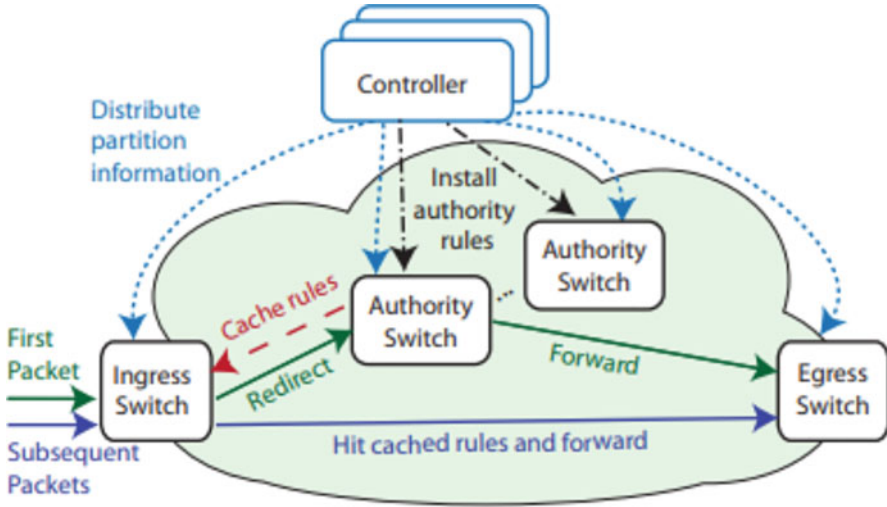 Controller
Distribute
partition
information
Install
authority
rules
Authority
Switch
Cache rules
Authority
Switch
...
First
Packet
Ingress
Switch
Redirect
Forward
Egress
Switch
Hit cached rules and forward
Subsequent
Packets